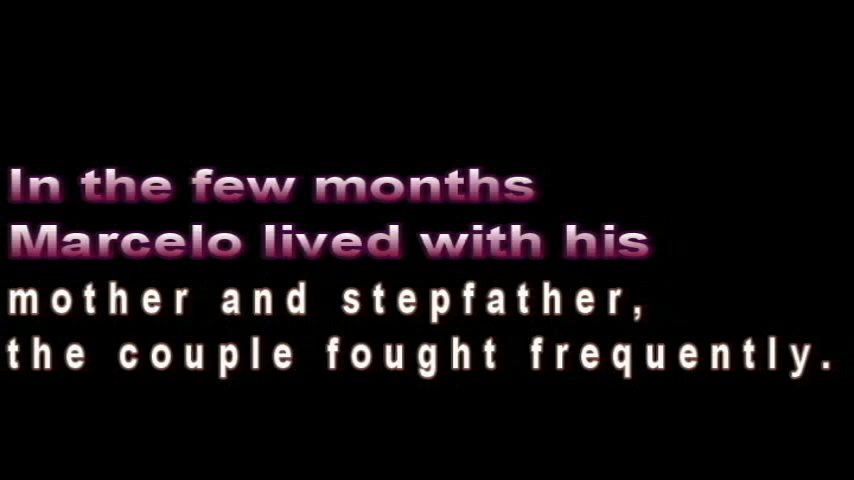 In the few months
Marcelo lived with his
mother and stepfather,
the couple fought frequently.